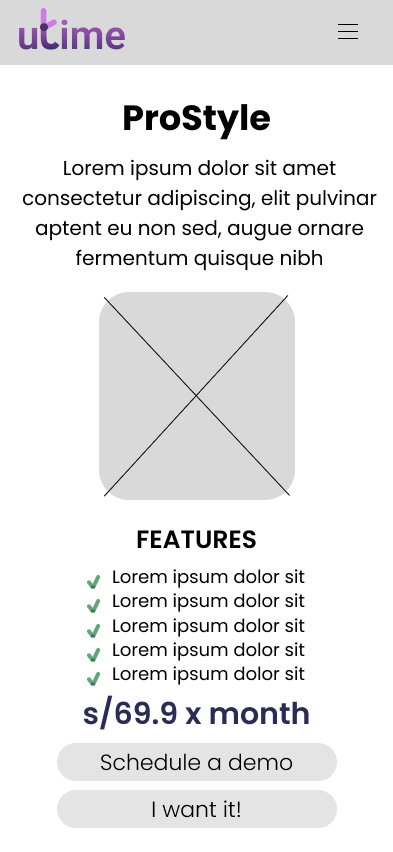 utime
ProStyle
Lorem ipsum dolor sit amet
consectetur adipiscing, elit pulvinar
aptent eu non sed, augue ornare
fermentum quisque nibh
FEATURES
Lorem ipsum dolor sit
Lorem ipsum dolor sit
Lorem ipsum dolor sit
Lorem ipsum dolor sit
Lorem ipsum dolor sit
s/69.9 x month
Schedule a demo
I want it!